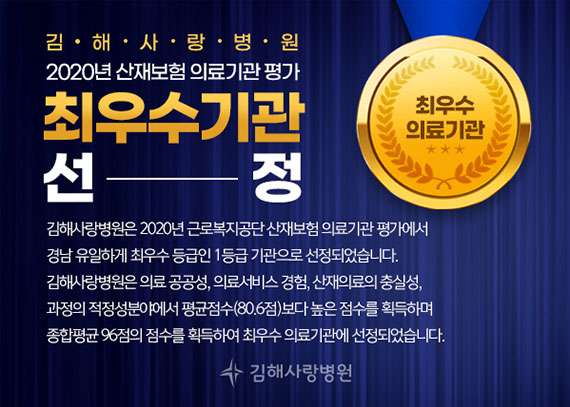 김·해·사·랑·병·원
2020년 산재보험 의료기관 평가
최우수기관
선 정
최우수
의료기관
김해사랑병원은 2020년 근로복지공단 산재보험 의료기관 평가에서
경남 유일하게 최우수 등급인 1등급 기관으로 선정되었습니다.
김해사랑병원은 의료 공공성, 의료서비스 경험, 산재의료의 충실성,
과정의 적정성분야에서 평균점수(80.6점)보다 높은 점수를 획득하며
종합평균 96점의 점수를 획득하여 최우수 의료기관에 선정되었습니다.
김해사랑병원